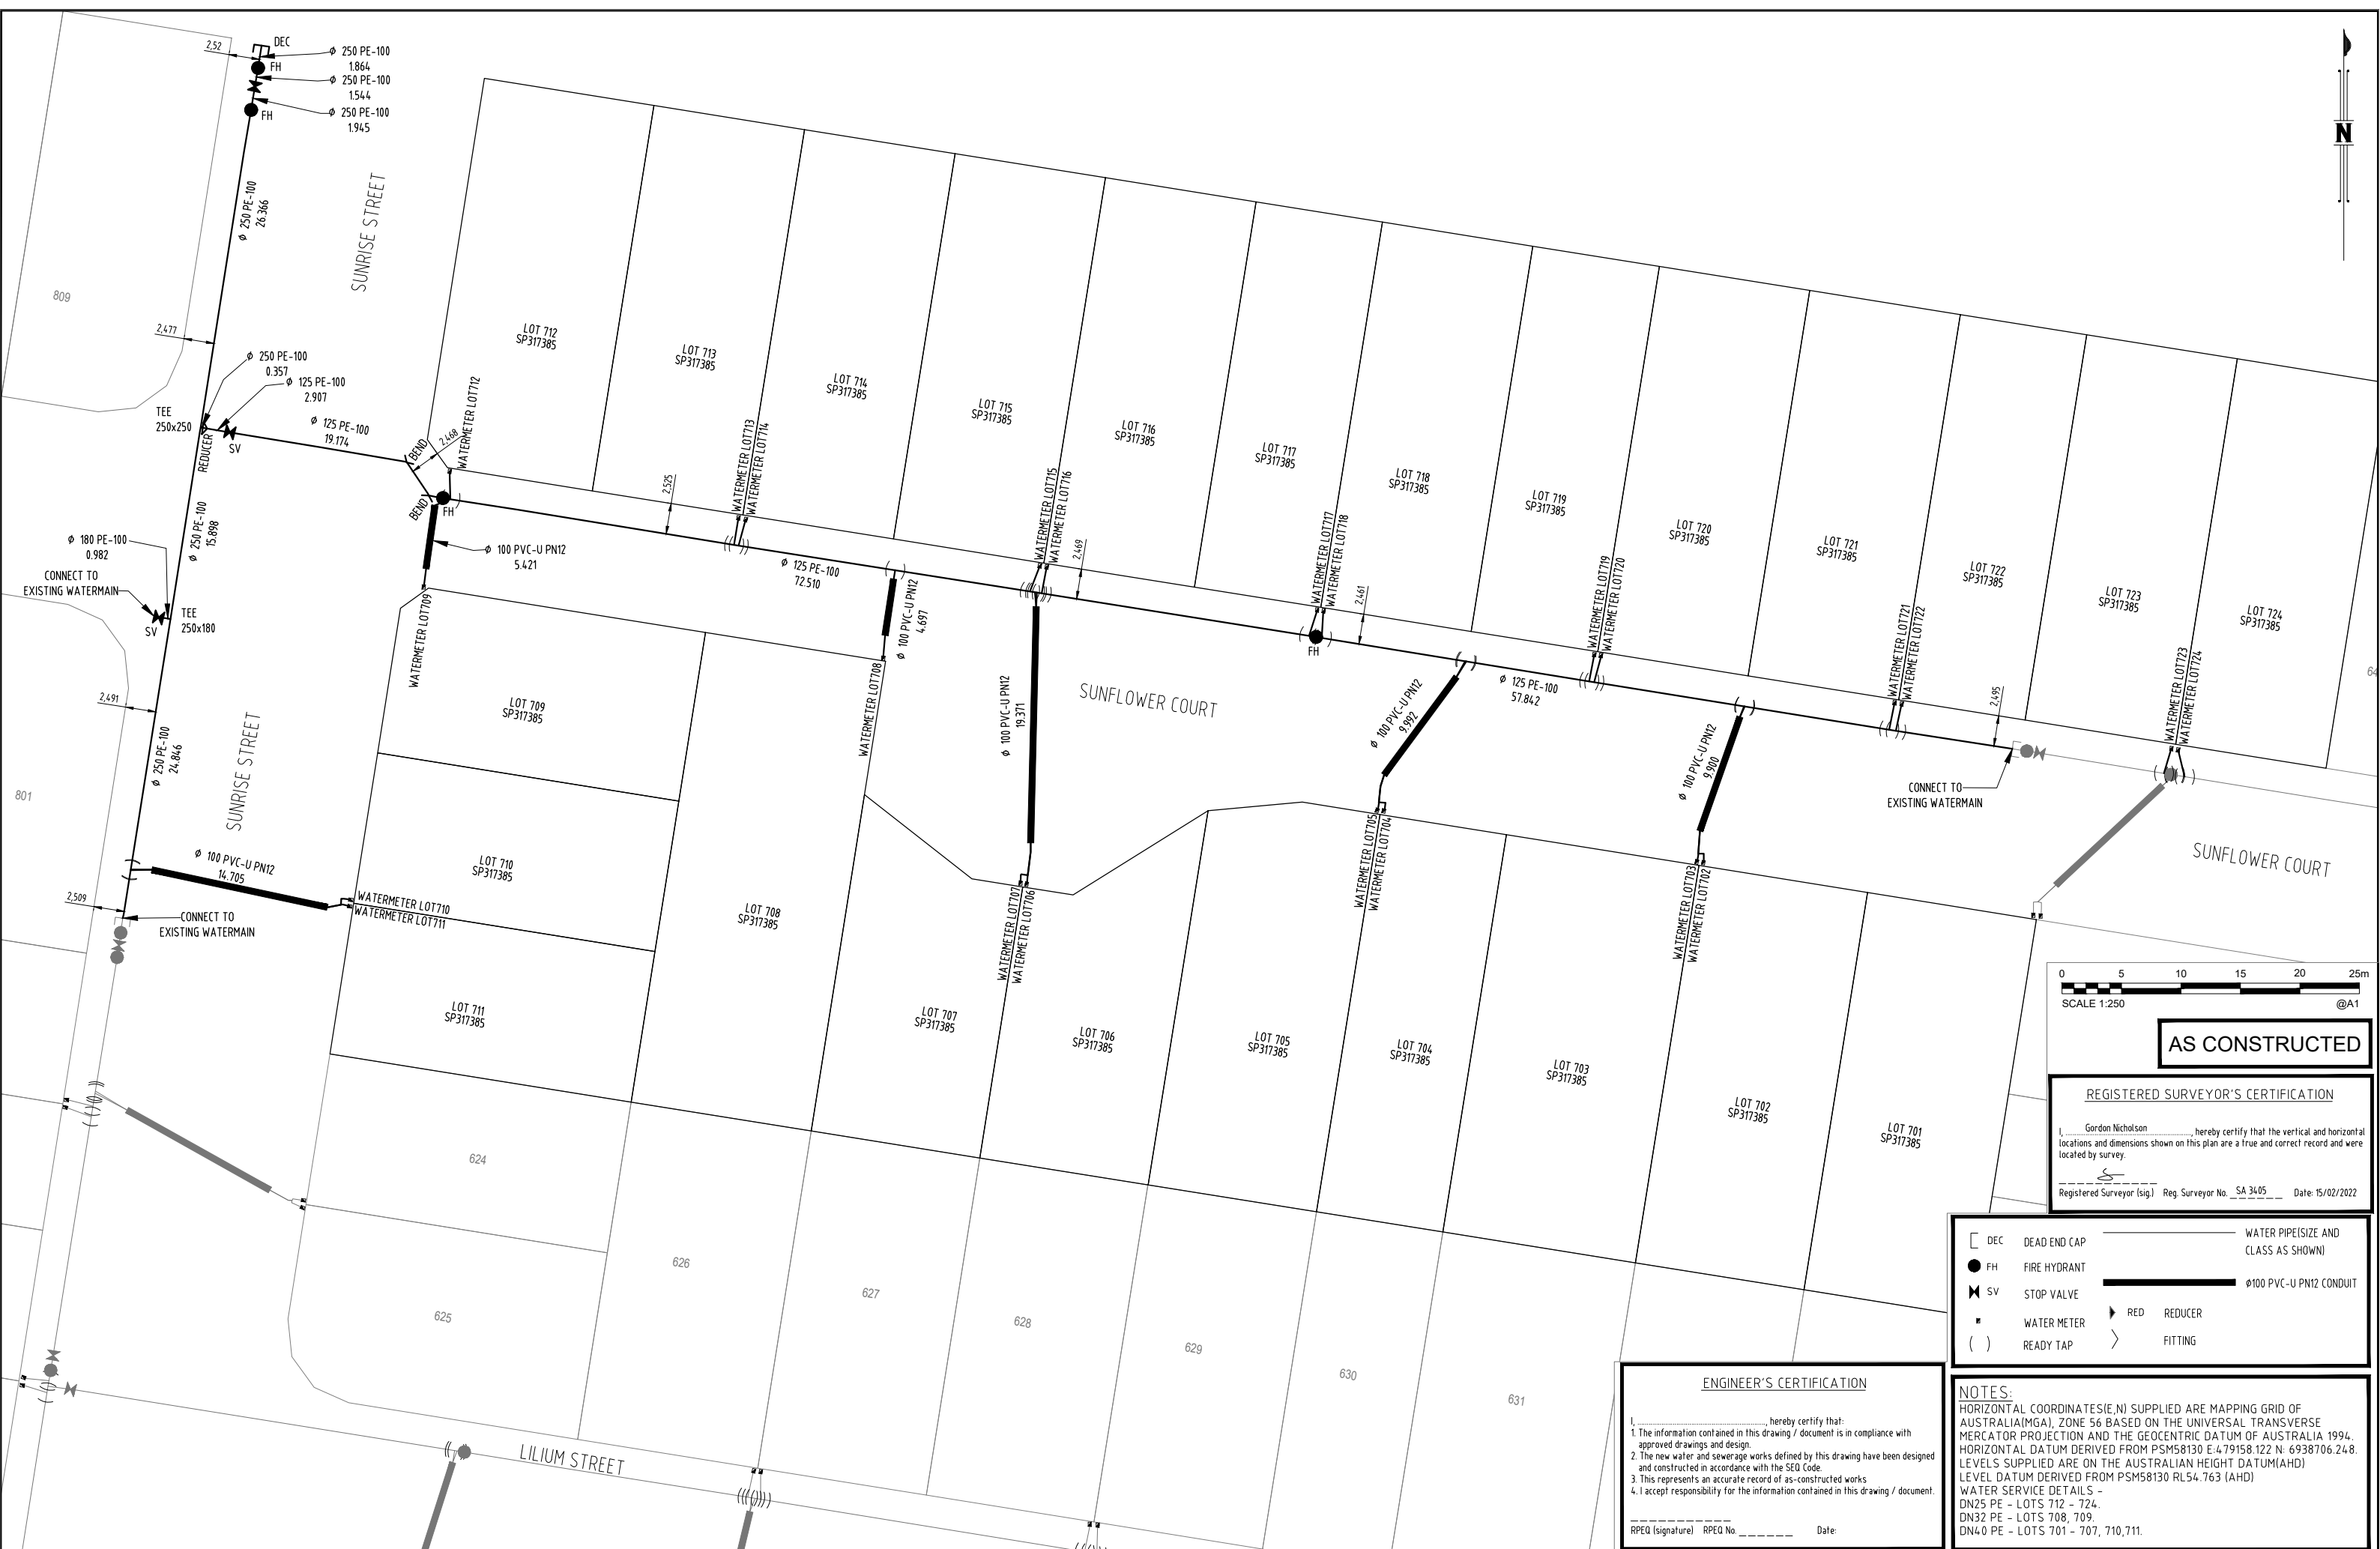 2,52
DEC
FH
Φ 250 PE-100
1.864
Φ 250 PE-100
1.544
Φ 250 PE-100
1.945
FH
N
Φ 250 PE-100
26.366
SUNRISE STREET
809
2,477
Φ 250 PE-100
0.357
Φ 125 PE-100
2.907
TEE
250x250
REDUCER
SV
Φ 125 PE-100
19.174
BEND
2,468
WATERMETER LOT712
BEND
FH
LOT 712
SP317385
LOT 713
SP317385
LOT 714
SP317385
LOT 715
SP317385
LOT 716
SP317385
LOT 717
SP317385
LOT 718
SP317385
LOT 719
SP317385
LOT 720
SP317385
LOT 721
SP317385
LOT 722
SP317385
LOT 723
SP317385
LOT 724
SP317385
2,525
WATERMETER LOT713
WATERMETER LOT714
WATERMETER LOT715
WATERMETER LOT716
2,469
WATERMETER LOT717
WATERMETER LOT718
2,461
WATERMETER LOT719
WATERMETER LOT720
WATERMETER LOT721
WATERMETER LOT722
2,495
WATERMETER LOT723
WATERMETER LOT724
64
Φ 250 PE-100
15.898
Φ 180 PE-100
0.982
CONNECT TO
EXISTING WATERMAIN
SV
TEE
250x180
Φ 100 PVC-U PN12
5.421
Φ 125 PE-100
72.510
Φ 100 PVC-U PN12
4.697
WATERMETER LOT709
WATERMETER LOT708
Φ 100 PVC-U PN12
19.371
SUNFLOWER COURT
FH
Φ 100 PVC-U PN12
9.992
Φ 125 PE-100
57.842
Φ 100 PVC-U PN12
9.900
CONNECT TO
EXISTING WATERMAIN
SUNFLOWER COURT
2,491
Φ 250 PE-100
24.846
SUNRISE STREET
801
LOT 709
SP317385
LOT 710
SP317385
Φ 100 PVC-U PN12
14.705
WATERMETER LOT710
WATERMETER LOT711
2,509
CONNECT TO
EXISTING WATERMAIN
LOT 711
SP317385
LOT 708
SP317385
WATERMETER LOT707
WATERMETER LOT706
WATERMETER LOT705
WATERMETER LOT704
WATERMETER LOT703
WATERMETER LOT702
LOT 707
SP317385
LOT 706
SP317385
LOT 705
SP317385
LOT 704
SP317385
LOT 703
SP317385
LOT 702
SP317385
LOT 701
SP317385
624
625
626
627
628
629
630
631
LILIUM STREET
0 5 10 15 20 25m
SCALE 1:250 @A1
AS CONSTRUCTED
REGISTERED SURVEYOR'S CERTIFICATION
I, Gordon Nicholson, hereby certify that the vertical and horizontal
locations and dimensions shown on this plan are a true and correct record and were
located by survey.
Registered Surveyor (sig.) Reg. Surveyor No. SA 3405 Date: 15/02/2022
DEC DEAD END CAP
FH FIRE HYDRANT
SV STOP VALVE
WATER METER
( ) READY TAP
WATER PIPE(SIZE AND
CLASS AS SHOWN)
Φ100 PVC-U PN12 CONDUIT
RED REDUCER
FITTING
ENGINEER'S CERTIFICATION
I, ........, hereby certify that:
1. The information contained in this drawing / document is in compliance with
approved drawings and design.
2. The new water and sewerage works defined by this drawing have been designed
and constructed in accordance with the SEQ Code.
3. This represents an accurate record of as-constructed works
4. I accept responsibility for the information contained in this drawing / document.
RPEQ (signature) RPEQ No. ______ Date:
NOTES:
HORIZONTAL COORDINATES(E,N) SUPPLIED ARE MAPPING GRID OF
AUSTRALIA(MGA), ZONE 56 BASED ON THE UNIVERSAL TRANSVERSE
MERCATOR PROJECTION AND THE GEOCENTRIC DATUM OF AUSTRALIA 1994.
HORIZONTAL DATUM DERIVED FROM PSM58130 E:479158.122 N: 6938706.248.
LEVELS SUPPLIED ARE ON THE AUSTRALIAN HEIGHT DATUM(AHD)
LEVEL DATUM DERIVED FROM PSM58130 RL54.763 (AHD)
WATER SERVICE DETAILS -
DN25 PE - LOTS 712 - 724.
DN32 PE - LOTS 708, 709.
DN40 PE - LOTS 701 - 707, 710,711.